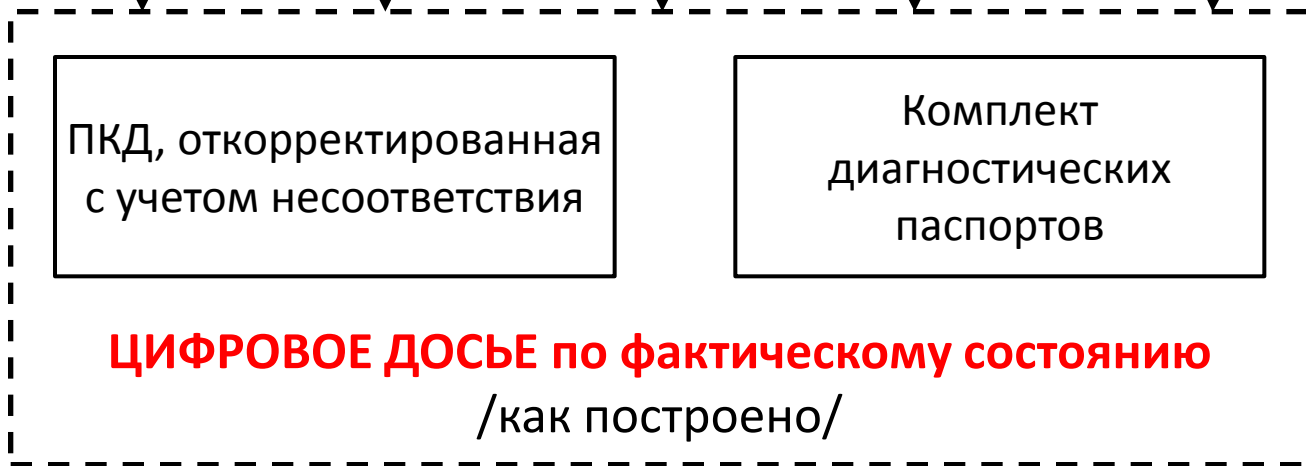 ПКД, откорректированная
с учетом несоответствия
Комплект
диагностических
паспортов
ЦИФРОВОЕ ДОСЬЕ по фактическому состоянию
/как построено/